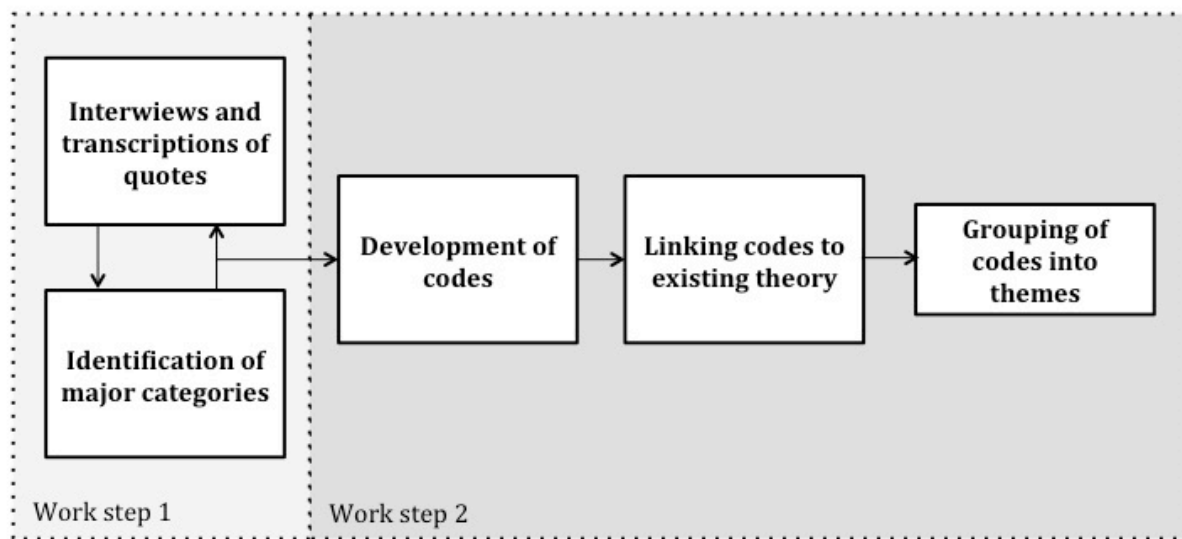 Interwiews and
transcriptions of
quotes
Identification of
major categories
Work step 1
Development of
codes
Linking codes to
existing theory
Grouping of
codes into
themes
Work step 2